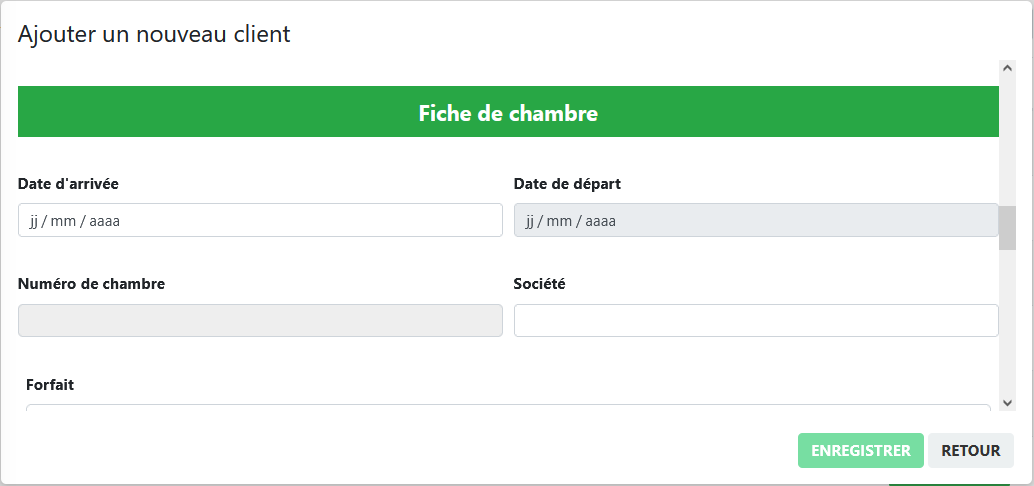 Ajouter un nouveau client
Fiche de chambre
Date d'arrivée
Date de départ
jj / mm / aaaa
jj / mm / aaaa
Numéro de chambre
Société
Forfait
ENREGISTRER
RETOUR